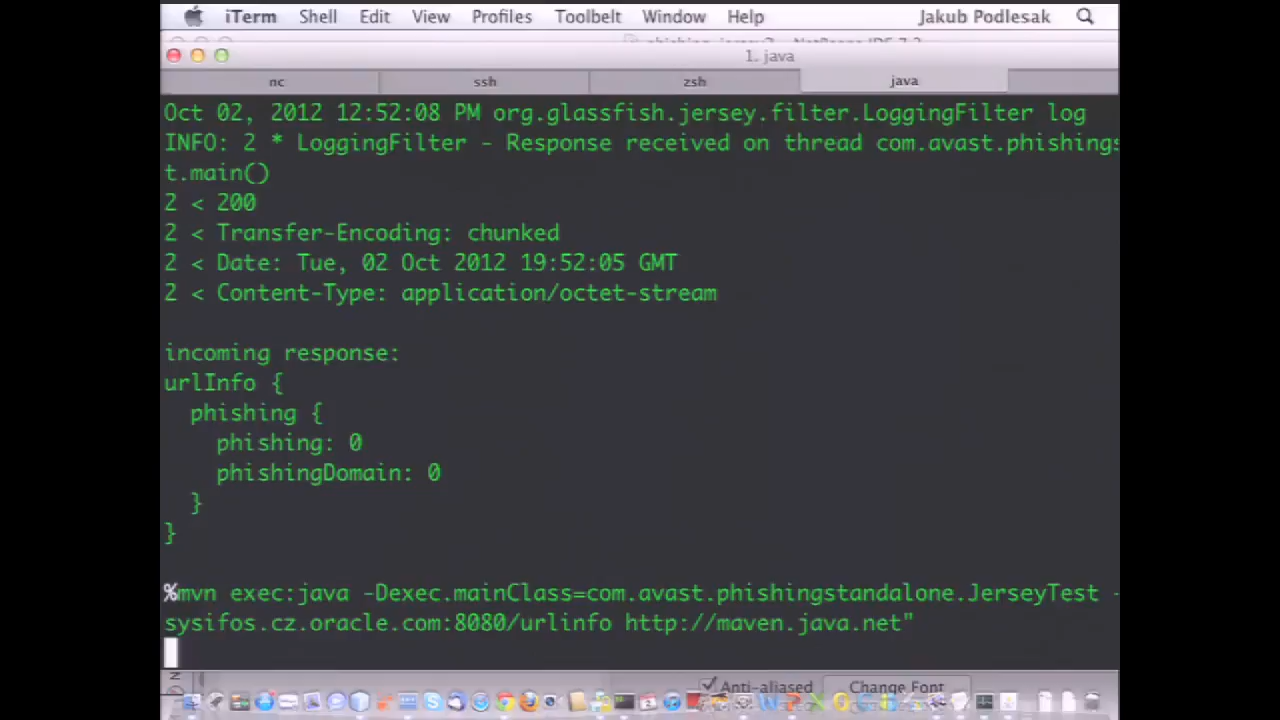 iTerm Shell Edit View Profiles Toolbelt Window Help Jakub Podlesak
1. java
nc ssh zsh java
Oct 02, 2012 12:52:08 PM org.glassfish.jersey.filter.LoggingFilter log
INFO: 2 * LoggingFilter - Response received on thread com.avast.phishings
t.main()
2 < 200
2 < Transfer-Encoding: chunked
2 < Date: Tue, 02 Oct 2012 19:52:05 GMT
2 < Content-Type: application/octet-stream
incoming response:
urlInfo {
phishing {
phishing: 0
phishingDomain: 0
}
}
%mvn exec:java -Dexec.mainClass=com.avast.phishingstandalone.JerseyTest -
sysifos.cz.oracle.com:8080/urlinfo http://maven.java.net"
Anti-aliased Change Font